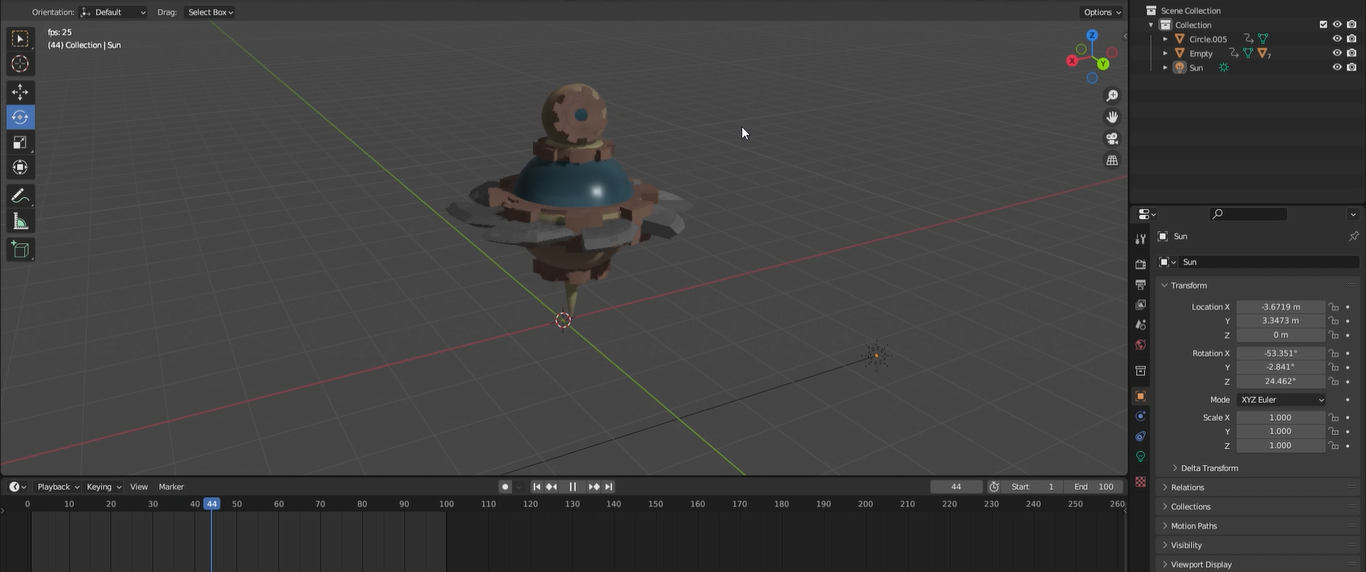 Orientation: Default Drag: Select Box Options
fps: 25
(44) Collection | Sun
Z
X
Y
Scene Collection
Collection
Circle.005
Empty 7
Sun
Sun
Sun
Transform
Location X -3.6719 m
Y 3.3473 m
Z 0 m
Rotation X -53.351°
Y -2.841°
Z 24.462°
Mode XYZ Euler
Scale X 1.000
Y 1.000
Z 1.000
Delta Transform
Relations
Collections
Motion Paths
Visibility
Viewport Display
Playback Keying View Marker 44 Start 1 End 100
0 10 20 30 40 44 50 60 70 80 90 100 110 120 130 140 150 160 170 180 190 200 210 220 230 240 250 260